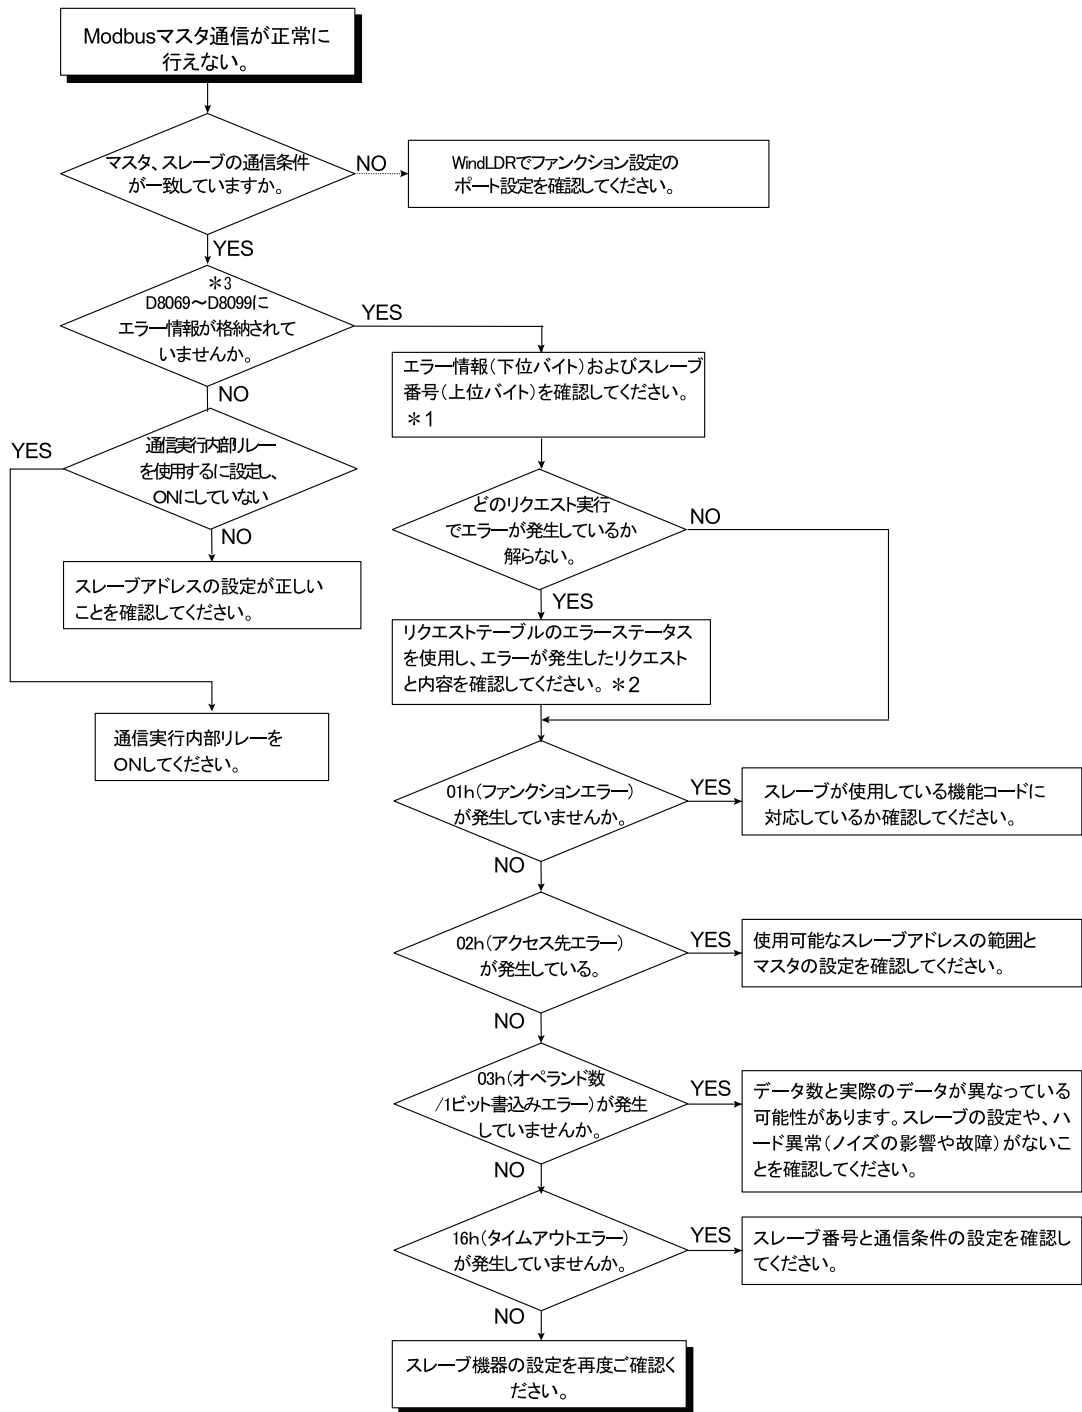 Modbusマスタ通信が正常に
行えない。
マスタ、スレーブの通信条件
が一致していますか。
NO
WindLDRでファンクション設定の
ポート設定を確認してください。
YES
＊3
D8069～D8099に
エラー情報が格納されて
いませんか。
YES
エラー情報（下位バイト）およびスレーブ
番号（上位バイト）を確認してください。
＊1
NO
通信実行内部リレー
を使用するに設定し、
ONにしていない
YES
NO
スレーブアドレスの設定が正しい
ことを確認してください。
通信実行内部リレーを
ONしてください。
どのリクエスト実行
でエラーが発生しているか
解らない。
NO
YES
リクエストテーブルのエラーステータス
を使用し、エラーが発生したリクエスト
と内容を確認してください。＊2
01h（ファンクションエラー）
が発生していませんか。
YES
スレーブが使用している機能コードに
対応しているか確認してください。
NO
02h（アクセス先エラー）
が発生している。
YES
使用可能なスレーブアドレスの範囲と
マスタの設定を確認してください。
NO
03h（オペランド数
/1ビット書込みエラー）が発生
していませんか。
YES
データ数と実際のデータが異なっている
可能性があります。スレーブの設定や、ハ
ード異常（ノイズの影響や故障）がないこ
とを確認してください。
NO
16h（タイムアウトエラー）
が発生していませんか。
YES
スレーブ番号と通信条件の設定を確認し
てください。
NO
スレーブ機器の設定を再度ご確認く
ださい。